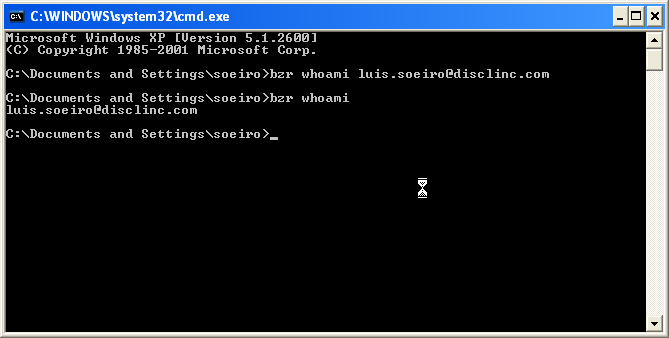 C:\WINDOWS\system32\cmd.exe
Microsoft Windows XP [Version 5.1.2600]
(C) Copyright 1985-2001 Microsoft Corp.
C:\Documents and Settings\soeiro>bzr whoami luis.soeiro@disclinc.com
C:\Documents and Settings\soeiro>bzr whoami
luis.soeiro@disclinc.com
C:\Documents and Settings\soeiro>_